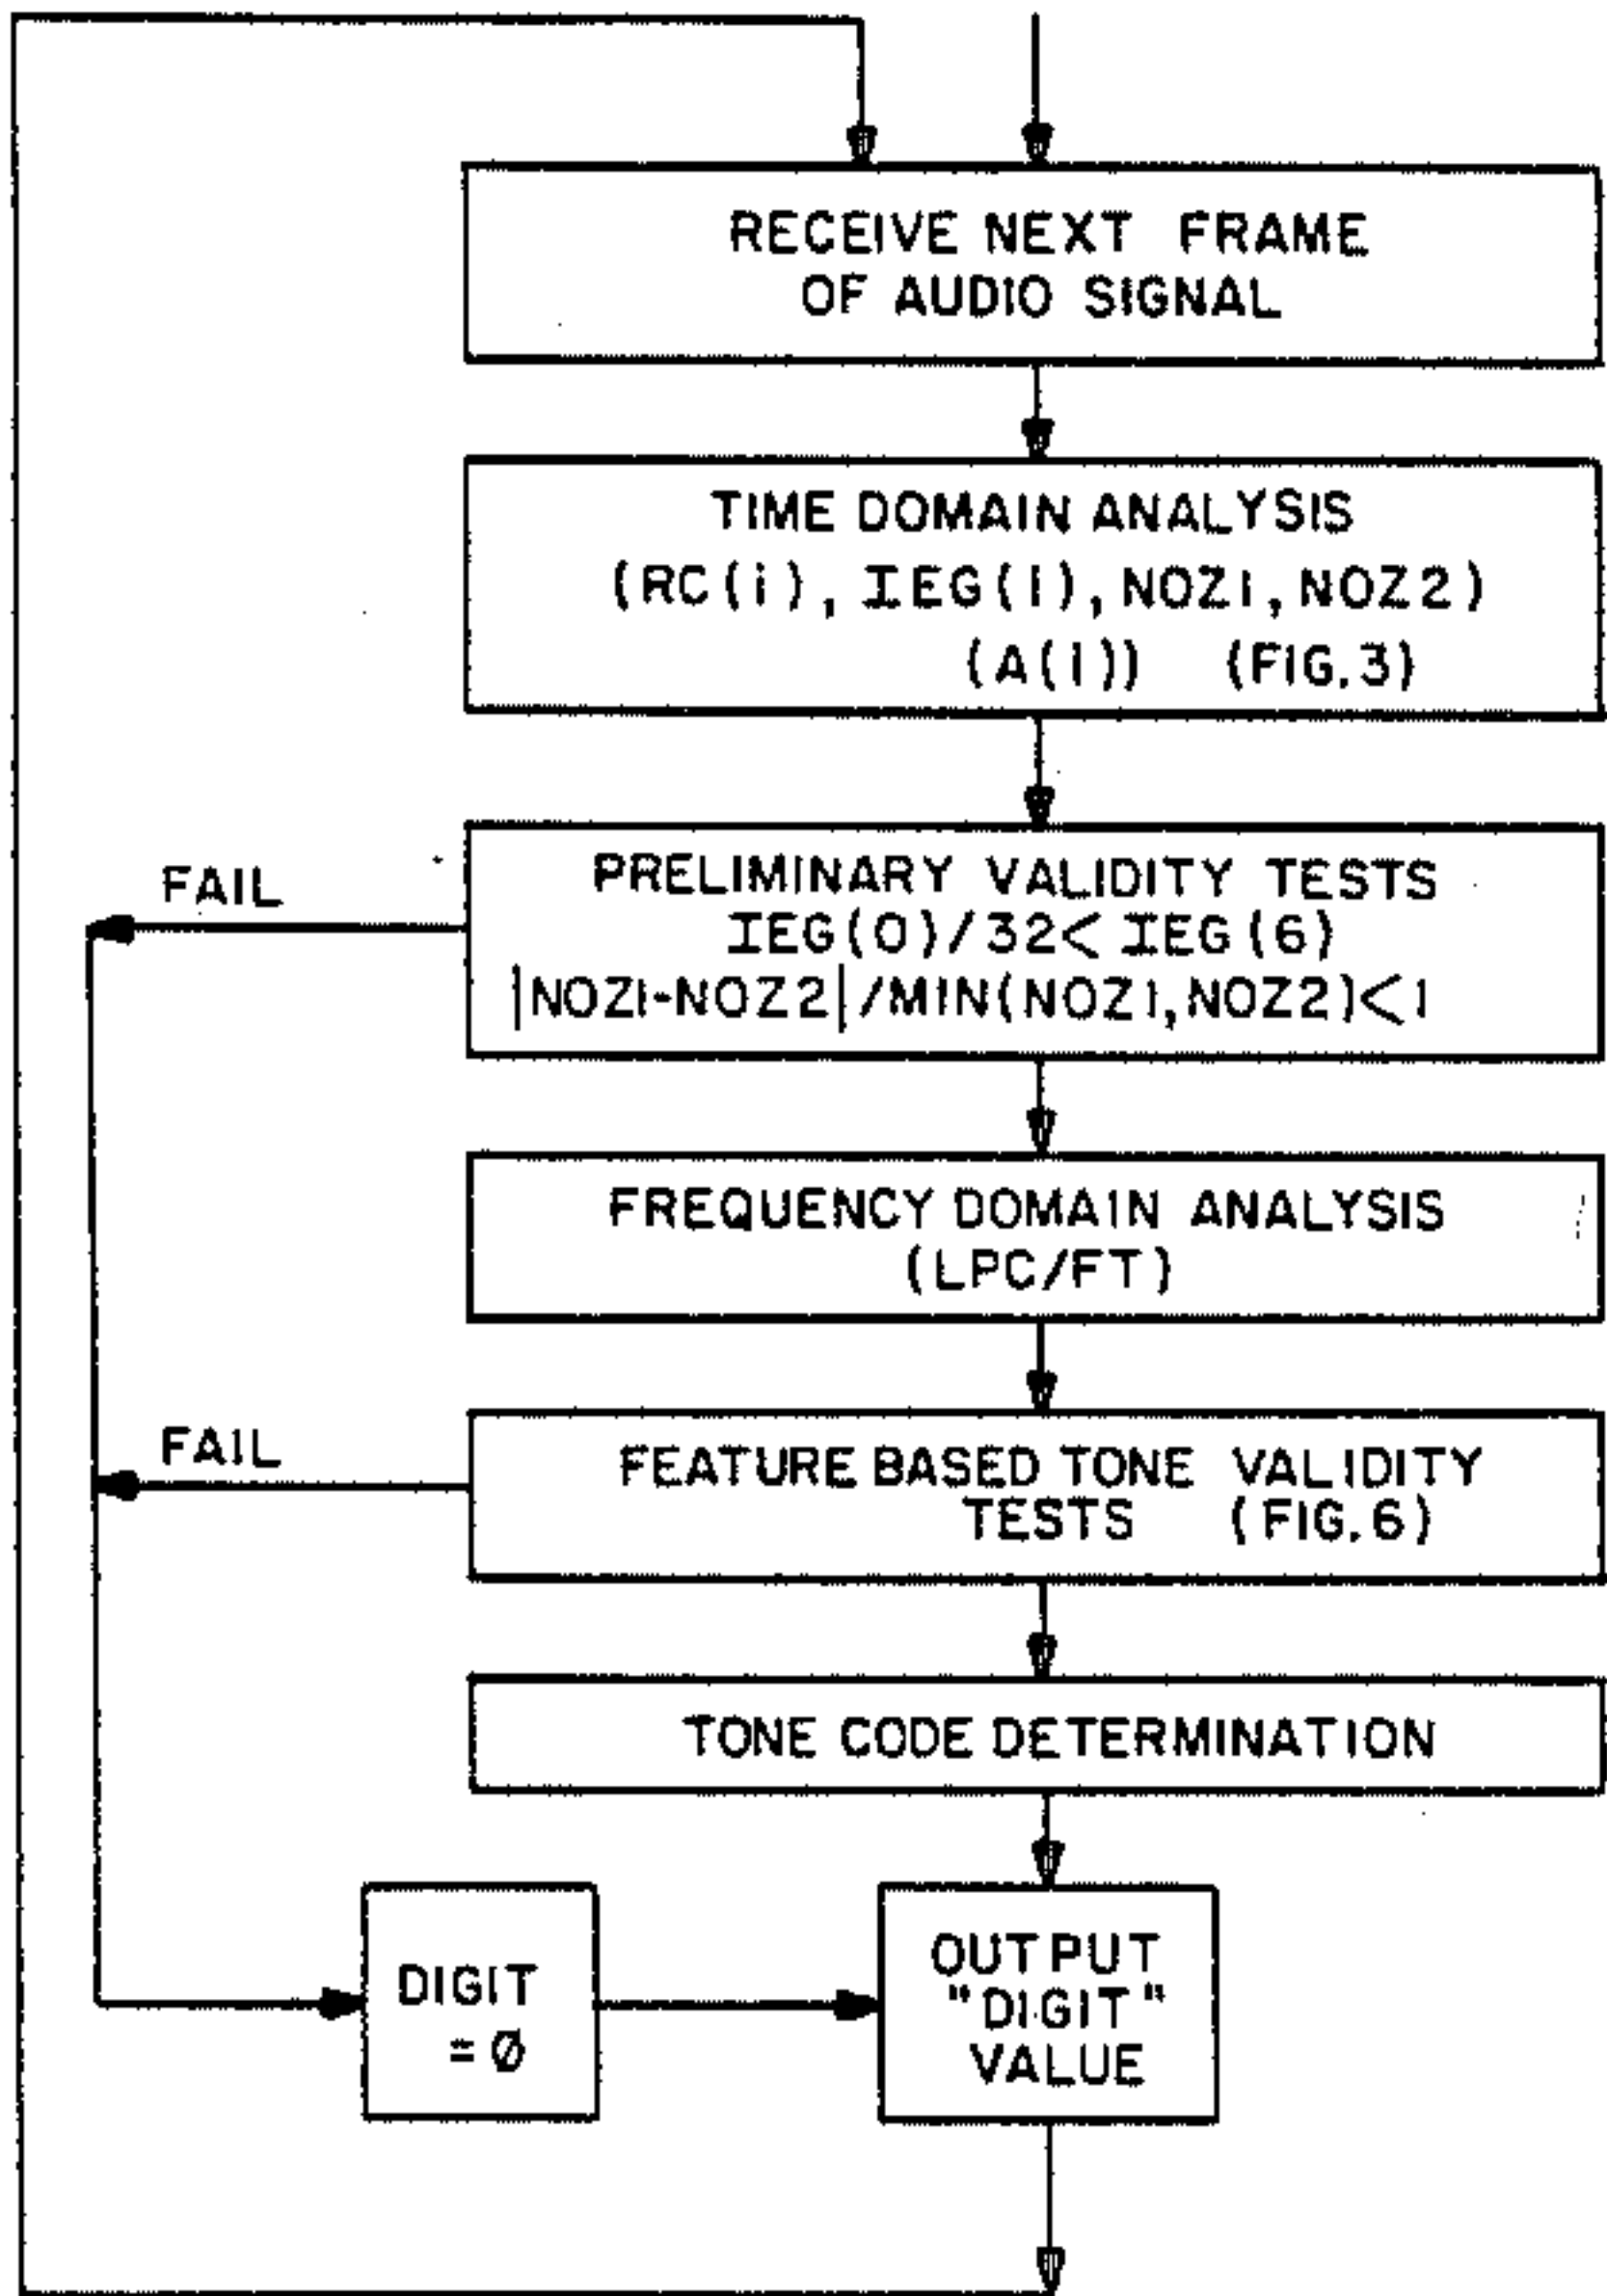 RECEIVE NEXT FRAME
OF AUDIO SIGNAL
TIME DOMAIN ANALYSIS
(RC(i), IEG(I), NOZ1, NOZ2)
(A(I)) (FIG.3)
FAIL
PRELIMINARY VALIDITY TESTS
IEG(0)/32< IEG(6)
|NOZ1-NOZ2|/MIN(NOZ1,NOZ2)<1
FREQUENCY DOMAIN ANALYSIS
(LPC/FT)
FAIL
FEATURE BASED TONE VALIDITY
TESTS (FIG.6)
TONE CODE DETERMINATION
DIGIT
= Ø
OUTPUT
"DIGIT"
VALUE